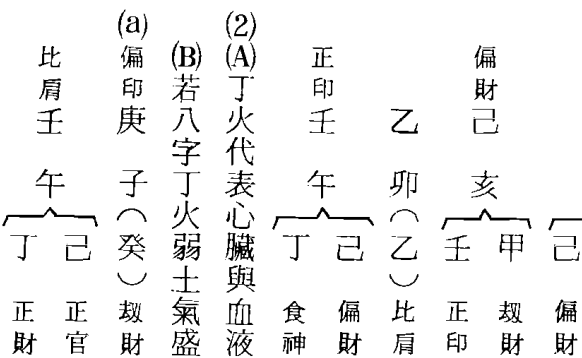 己偏財
偏財己亥
甲刼財
壬正印
乙卯(乙)比肩
正印壬午
己偏財
丁食神
(2)(A)丁火代表心臟與血液
(B)若八字丁火弱土氣盛
(a)偏印庚子(癸)刼財
比肩壬午
己正官
丁正財